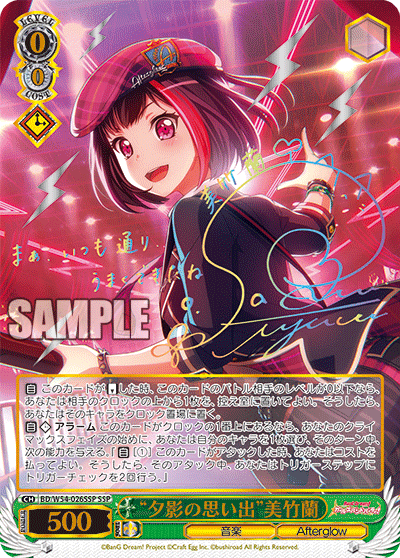 LEVEL
0
0
COST
Afterglow
美竹蘭
まぁ、いつも通り
うまくできたね
SAMPLE
【自】 このカードが【リバース】した時、このカードのバトル相手のレベルが0以下なら、
あなたは相手のクロックの上から1枚を、控え室に置いてよい。そうしたら、
あなたはそのキャラをクロック置場に置く。
【自】 アラーム このカードがクロックの1番上にあるなら、あなたのクライ
マックスフェイズの始めに、あなたは自分のキャラを1枚選び、そのターン中、
次の能力を与える。『【自】［⓪］ このカードがアタックした時、あなたはコストを
払ってよい。そうしたら、そのアタック中、あなたはトリガーステップに
トリガーチェックを2回行う。』
CH BD/W54-026SSP SSP
500
“夕影の思い出”美竹蘭
音楽
Afterglow
©BanG Dream! Project ©Craft Egg Inc. ©bushiroad All Rights Reserved.